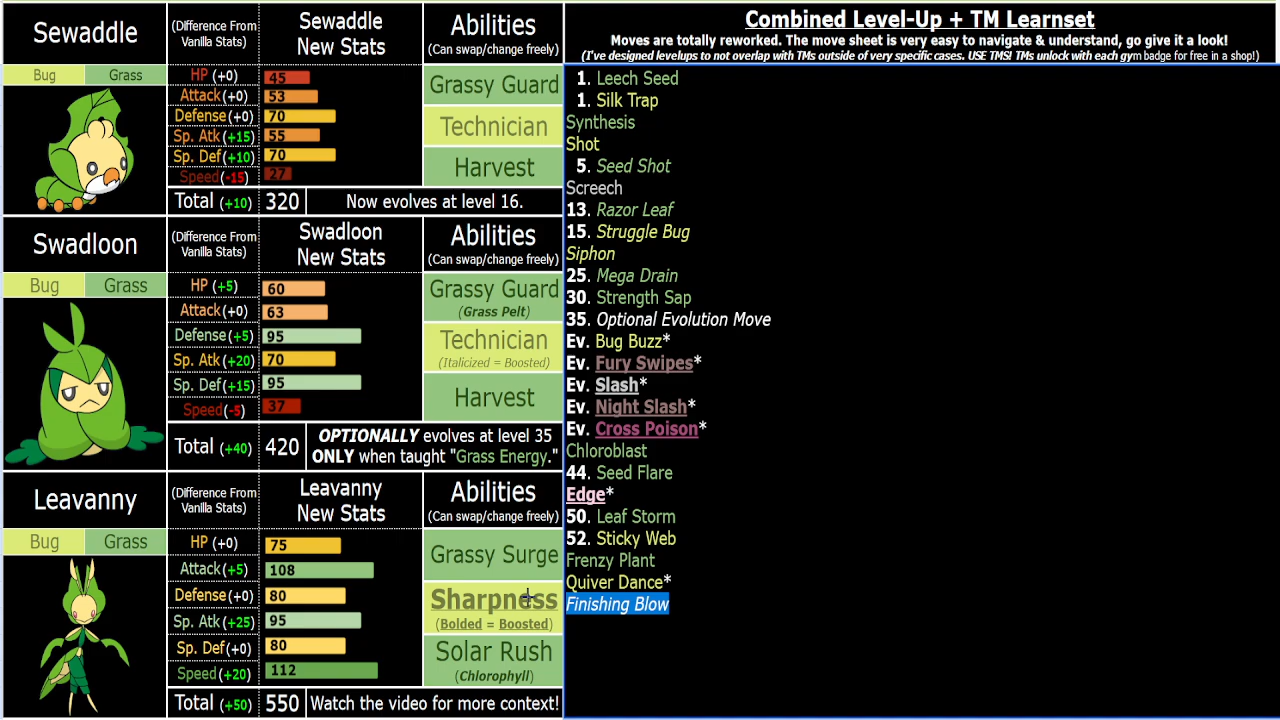 Sewaddle
(Difference From
Vanilla Stats)
Sewaddle
New Stats
Abilities
(Can swap/change freely)
Bug
Grass
HP (+0)
45
Attack(+0)
53
Defense(+0)
70
Sp. Atk(+15)
55
Sp. Def(+10)
70
Speed(-15)
27
Grassy Guard
Technician
Harvest
Total (+10)
320
Now evolves at level 16.
Swadloon
(Difference From
Vanilla Stats)
Swadloon
New Stats
Abilities
(Can swap/change freely)
Bug
Grass
HP (+5)
60
Attack(+0)
63
Defense(+5)
95
Sp. Atk(+20)
70
Sp. Def(+15)
95
Speed(-5)
37
Grassy Guard
(Grass Pelt)
Technician
(Italicized = Boosted)
Harvest
Total (+40)
420
OPTIONALLY evolves at level 35
ONLY when taught "Grass Energy."
Leavanny
(Difference From
Vanilla Stats)
Leavanny
New Stats
Abilities
(Can swap/change freely)
Bug
Grass
HP (+0)
75
Attack(+5)
108
Defense(+0)
80
Sp. Atk(+25)
95
Sp. Def(+0)
80
Speed(+20)
112
Grassy Surge
Sharpness
(Bolded = Boosted)
Solar Rush
(Chlorophyll)
Total (+50)
550
Watch the video for more context!
Combined Level-Up + TM Learnset
Moves are totally reworked. The move sheet is very easy to navigate & understand, go give it a look!
(I've designed levelups to not overlap with TMs outside of very specific cases. USE TMS! TMs unlock with each gym badge for free in a shop!)
1. Leech Seed
1. Silk Trap
Synthesis
Shot
5. Seed Shot
Screech
13. Razor Leaf
15. Struggle Bug
Siphon
25. Mega Drain
30. Strength Sap
35. Optional Evolution Move
Ev. Bug Buzz*
Ev. Fury Swipes*
Ev. Slash*
Ev. Night Slash*
Ev. Cross Poison*
Chloroblast
44. Seed Flare
Edge*
50. Leaf Storm
52. Sticky Web
Frenzy Plant
Quiver Dance*
Finishing Blow